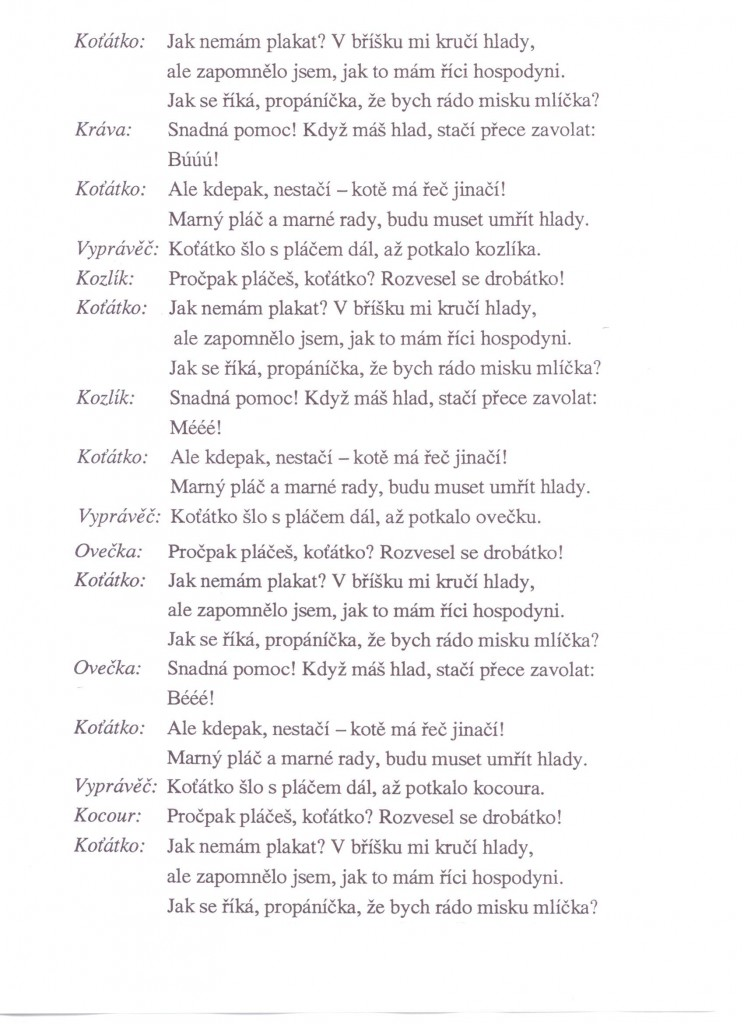 Koťátko: Jak nemám plakat? V bříšku mi kručí hlady,
ale zapomnělo jsem, jak to mám říci hospodyni.
Jak se říká, propáníčka, že bych rádo misku mlíčka?
Kráva: Snadná pomoc! Když máš hlad, stačí přece zavolat:
Búúú!
Koťátko: Ale kdepak, nestačí – kotě má řeč jinačí!
Marný pláč a marné rady, budu muset umřít hlady.
Vyprávěč: Koťátko šlo s pláčem dál, až potkalo kozlíka.
Kozlík: Pročpak pláčeš, koťátko? Rozvesel se drobátko!
Koťátko: Jak nemám plakat? V bříšku mi kručí hlady,
ale zapomnělo jsem, jak to mám říci hospodyni.
Jak se říká, propáníčka, že bych rádo misku mlíčka?
Kozlík: Snadná pomoc! Když máš hlad, stačí přece zavolat:
Mééé!
Koťátko: Ale kdepak, nestačí – kotě má řeč jinačí!
Marný pláč a marné rady, budu muset umřít hlady.
Vyprávěč: Koťátko šlo s pláčem dál, až potkalo ovečku.
Ovečka: Pročpak pláčeš, koťátko? Rozvesel se drobátko!
Koťátko: Jak nemám plakat? V bříšku mi kručí hlady,
ale zapomnělo jsem, jak to mám říci hospodyni.
Jak se říká, propáníčka, že bych rádo misku mlíčka?
Ovečka: Snadná pomoc! Když máš hlad, stačí přece zavolat:
Bééé!
Koťátko: Ale kdepak, nestačí – kotě má řeč jinačí!
Marný pláč a marné rady, budu muset umřít hlady.
Vyprávěč: Koťátko šlo s pláčem dál, až potkalo kocoura.
Kocour: Pročpak pláčeš, koťátko? Rozvesel se drobátko!
Koťátko: Jak nemám plakat? V bříšku mi kručí hlady,
ale zapomnělo jsem, jak to mám říci hospodyni.
Jak se říká, propáníčka, že bych rádo misku mlíčka?